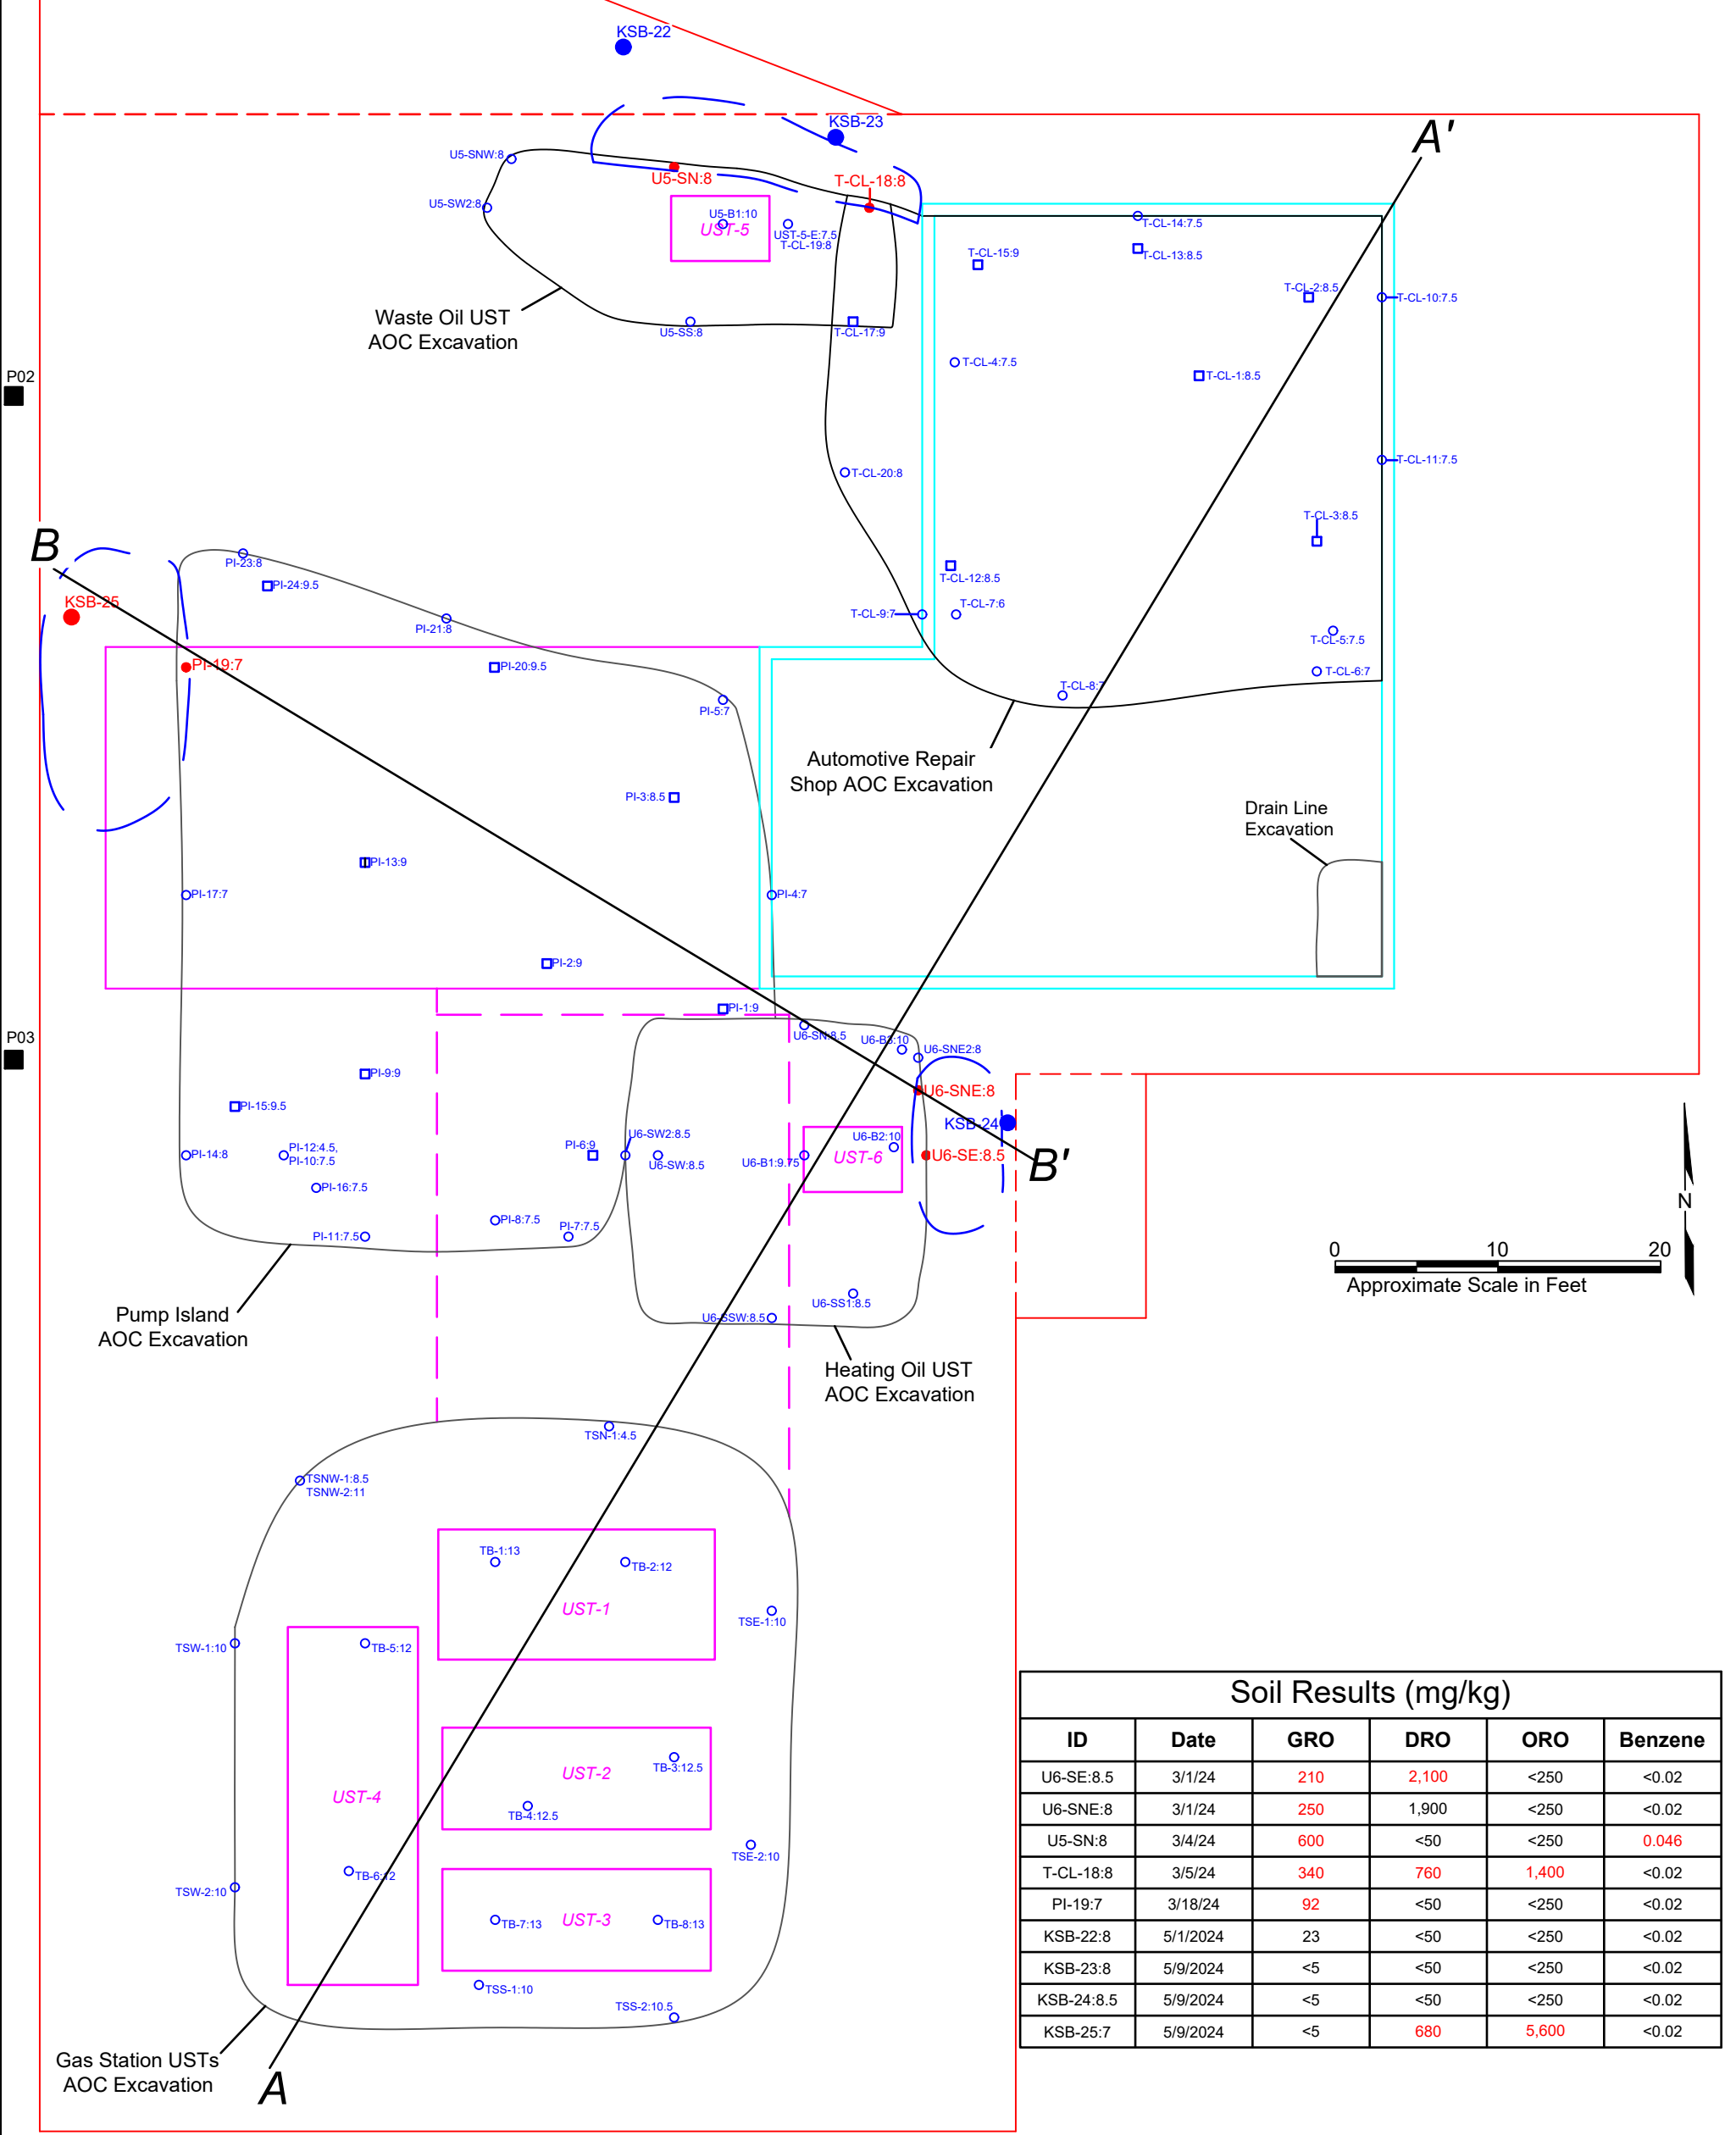 KSB-22
KSB-23
A'
U5-SNW:8
U5-SN:8
T-CL-18:8
U5-SW2:8
U5-B1:10
UST-5
UST-5-E:7.5
T-CL-19:8
T-CL-14:7.5
T-CL-13:8.5
T-CL-15:9
T-CL-2:8.5
T-CL-10:7.5
Waste Oil UST
AOC Excavation
U5-SS:8
T-CL-17:9
T-CL-4:7.5
T-CL-1:8.5
P02
T-CL-11:7.5
T-CL-20:8
T-CL-3:8.5
B
PI-23:8
PI-24:9.5
T-CL-12:8.5
KSB-25
T-CL-9:7
T-CL-7:6
PI-21:8
T-CL-5:7.5
PI-19:7
PI-20:9.5
T-CL-6:7
T-CL-8:7
PI-5:7
Automotive Repair
Shop AOC Excavation
PI-3:8.5
Drain Line
Excavation
PI-13:9
PI-17:7
PI-4:7
PI-2:9
PI-1:9
P03
U6-SN:8.5
U6-B3:10
U6-SNE2:8
PI-9:9
U6-SNE:8
PI-15:9.5
KSB-24
U6-SW2:8.5
PI-6:9
PI-12:4.5,
PI-10:7.5
PI-14:8
U6-SW:8.5
U6-B1:9.75
U6-B2:10
UST-6
U6-SE:8.5
B'
PI-16:7.5
N
PI-8:7.5
PI-7:7.5
PI-11:7.5
0 10 20
Approximate Scale in Feet
U6-SS1:8.5
U6-SSW:8.5
Pump Island
AOC Excavation
Heating Oil UST
AOC Excavation
TSN-1:4.5
TSNW-1:8.5
TSNW-2:11
TB-1:13
TB-2:12
UST-1
TSE-1:10
TSW-1:10
TB-5:12
UST-2
TB-3:12.5
UST-4
TB-4:12.5
TSE-2:10
TB-6:12
TSW-2:10
TB-7:13
UST-3
TB-8:13
TSS-1:10
TSS-2:10.5
Gas Station USTs
AOC Excavation
A
Soil Results (mg/kg)
ID Date GRO DRO ORO Benzene
U6-SE:8.5 3/1/24 210 2,100 <250 <0.02
U6-SNE:8 3/1/24 250 1,900 <250 <0.02
U5-SN:8 3/4/24 600 <50 <250 0.046
T-CL-18:8 3/5/24 340 760 1,400 <0.02
PI-19:7 3/18/24 92 <50 <250 <0.02
KSB-22:8 5/1/2024 23 <50 <250 <0.02
KSB-23:8 5/9/2024 <5 <50 <250 <0.02
KSB-24:8.5 5/9/2024 <5 <50 <250 <0.02
KSB-25:7 5/9/2024 <5 680 5,600 <0.02